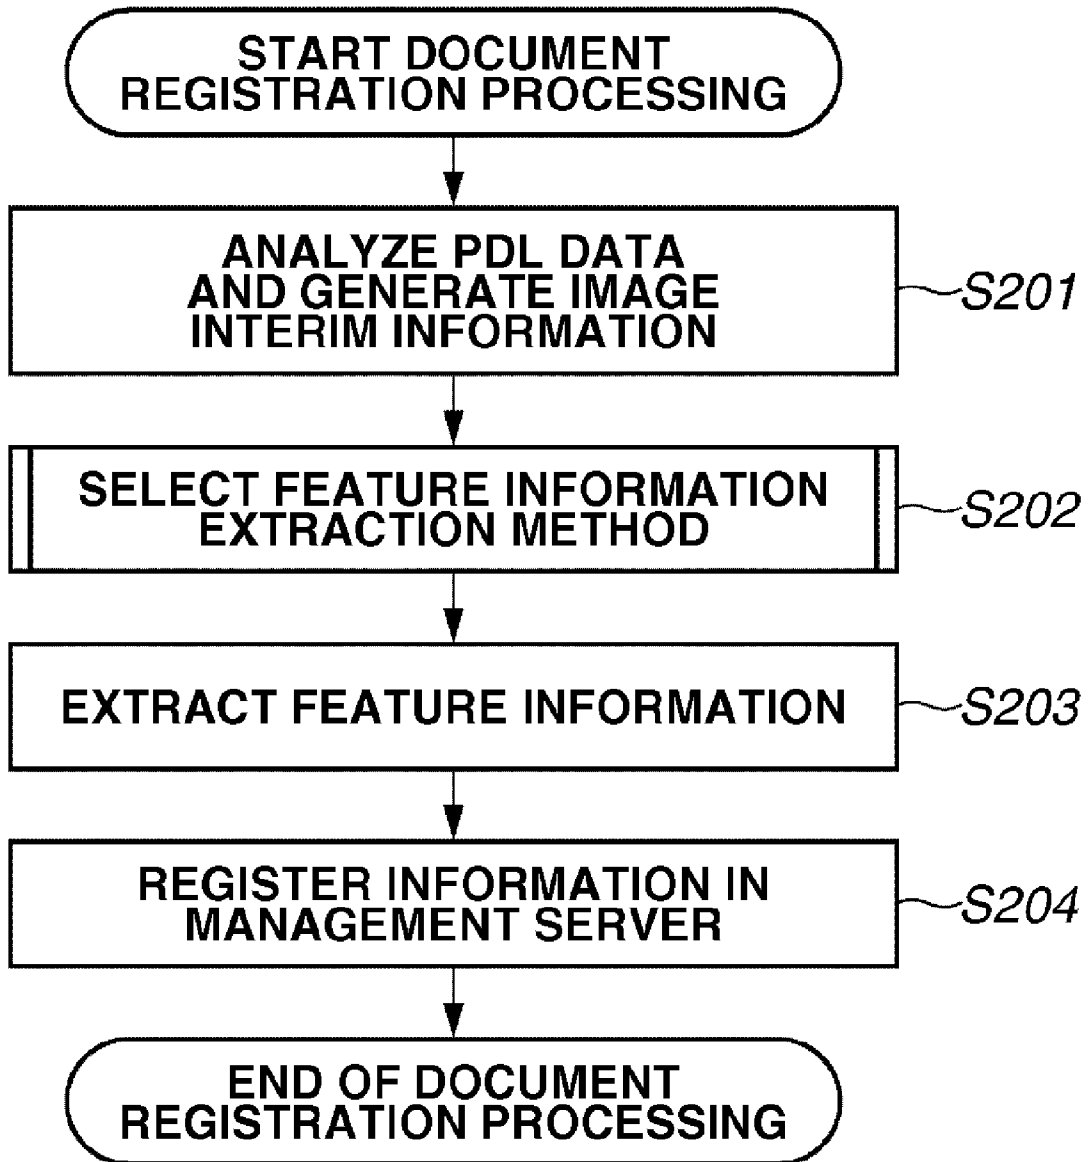 START DOCUMENT
REGISTRATION PROCESSING
ANALYZE PDL DATA
AND GENERATE IMAGE
INTERIM INFORMATION
S201
SELECT FEATURE INFORMATION
EXTRACTION METHOD
S202
EXTRACT FEATURE INFORMATION
S203
REGISTER INFORMATION IN
MANAGEMENT SERVER
S204
END OF DOCUMENT
REGISTRATION PROCESSING